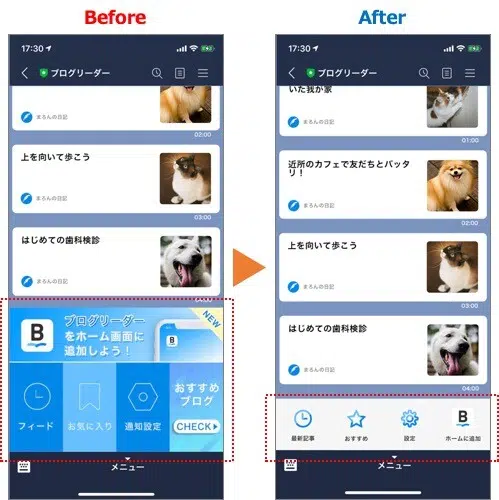 Before
17:30
ブログリーダー
まろんの日記
02:00
上を向いて歩こう
まろんの日記
03:00
はじめての歯科検診
まろんの日記
04:00
B
ブログリーダー
をホーム画面に
追加しよう！
B
NEW
フィード
お気に入り
通知設定
おすすめ
ブログ
CHECK
メニュー
After
17:30
ブログリーダー
いた我が家
まろんの日記
01:00
近所のカフェで友だちとバッタ
リ！
まろんの日記
02:00
上を向いて歩こう
まろんの日記
03:00
はじめての歯科検診
まろんの日記
04:00
最新記事
おすすめ
設定
B
ホームに追加
メニュー